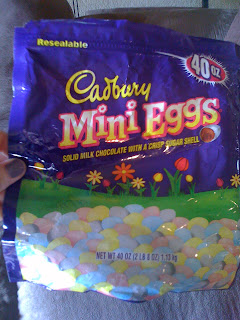 Resealable
40 OZ
Cadbury
Mini Eggs
SOLID MILK CHOCOLATE WITH A CRISP SUGAR SHELL
NET WT 40 OZ (2 LB 8 OZ) 1.13 kg